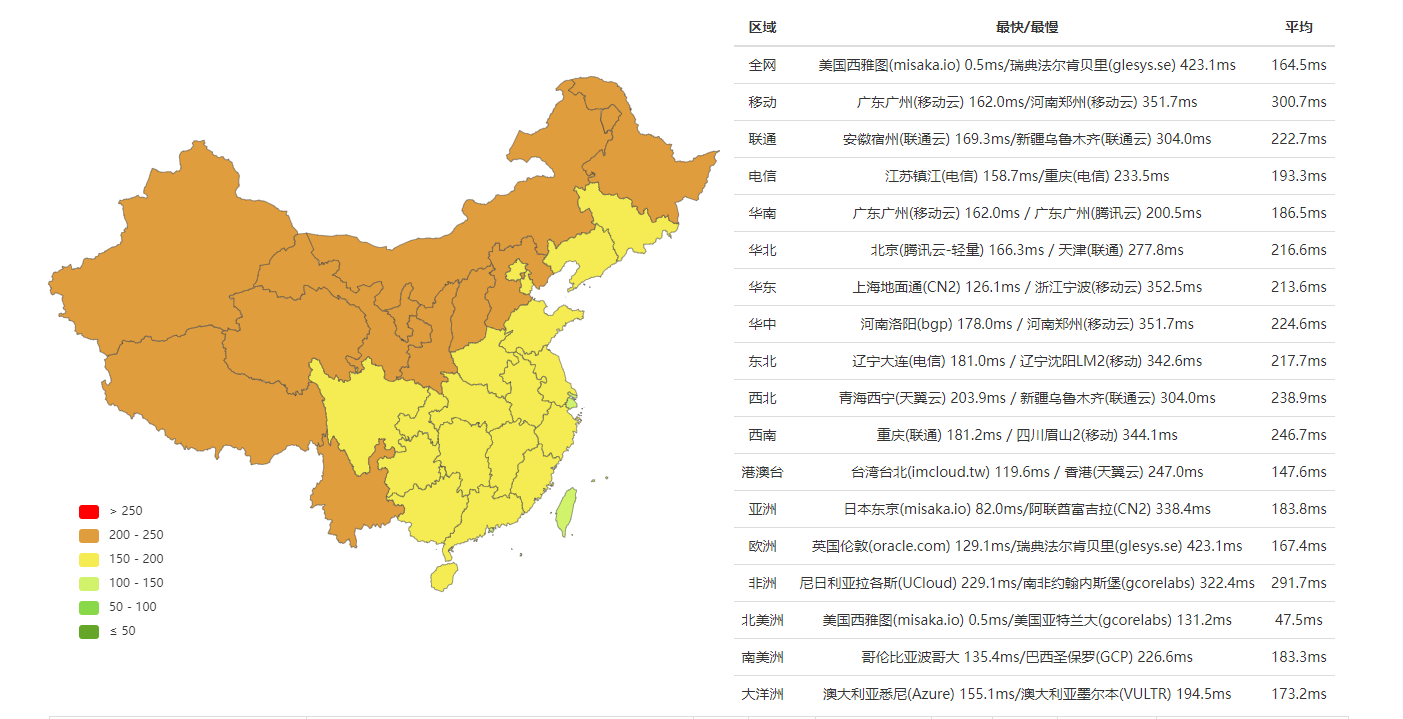 区域 最快/最慢 平均
全网 美国西雅图(misaka.io) 0.5ms/瑞典法尔肯贝里(glesys.se) 423.1ms 164.5ms
移动 广东广州(移动云) 162.0ms/河南郑州(移动云) 351.7ms 300.7ms
联通 安徽宿州(联通云) 169.3ms/新疆乌鲁木齐(联通云) 304.0ms 222.7ms
电信 江苏镇江(电信) 158.7ms/重庆(电信) 233.5ms 193.3ms
华南 广东广州(移动云) 162.0ms / 广东广州(腾讯云) 200.5ms 186.5ms
华北 北京(腾讯云-轻量) 166.3ms / 天津(联通) 277.8ms 216.6ms
华东 上海地面通(CN2) 126.1ms / 浙江宁波(移动云) 352.5ms 213.6ms
华中 河南洛阳(bgp) 178.0ms / 河南郑州(移动云) 351.7ms 224.6ms
东北 辽宁大连(电信) 181.0ms / 辽宁沈阳LM2(移动) 342.6ms 217.7ms
西北 青海西宁(天翼云) 203.9ms / 新疆乌鲁木齐(联通云) 304.0ms 238.9ms
西南 重庆(联通) 181.2ms / 四川眉山2(移动) 344.1ms 246.7ms
港澳台 台湾台北(imcloud.tw) 119.6ms / 香港(天翼云) 247.0ms 147.6ms
亚洲 日本东京(misaka.io) 82.0ms/阿联酋富吉拉(CN2) 338.4ms 183.8ms
欧洲 英国伦敦(oracle.com) 129.1ms/瑞典法尔肯贝里(glesys.se) 423.1ms 167.4ms
非洲 尼日利亚拉各斯(UCloud) 229.1ms/南非约翰内斯堡(gcorelabs) 322.4ms 291.7ms
北美洲 美国西雅图(misaka.io) 0.5ms/美国亚特兰大(gcorelabs) 131.2ms 47.5ms
南美洲 哥伦比亚波哥大 135.4ms/巴西圣保罗(GCP) 226.6ms 183.3ms
大洋洲 澳大利亚悉尼(Azure) 155.1ms/澳大利亚墨尔本(VULTR) 194.5ms 173.2ms
> 250
200 - 250
150 - 200
100 - 150
50 - 100
≤ 50